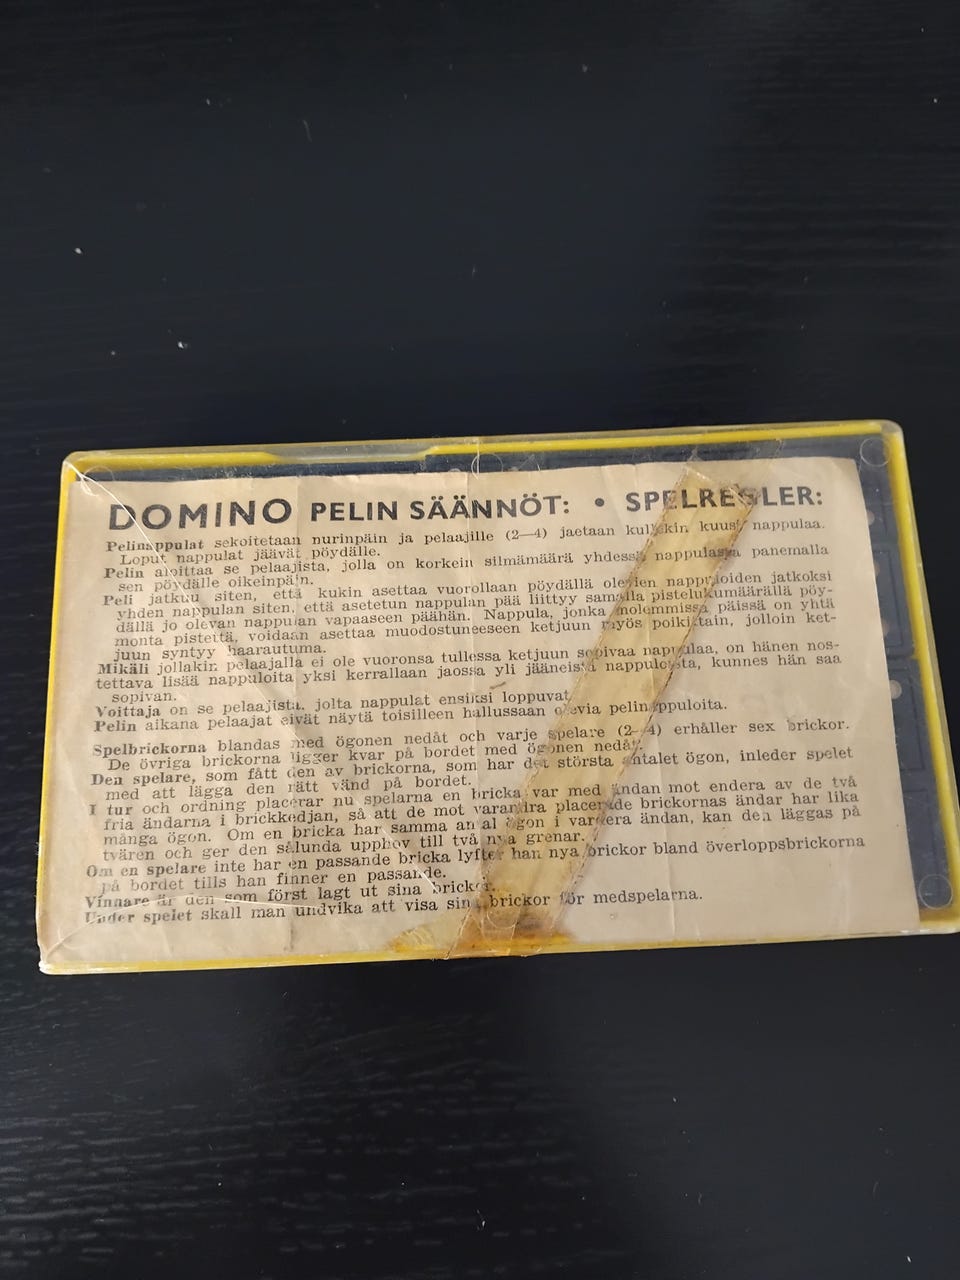 DOMINO PELIN SÄÄNNÖT: • SPELREGLER:
Pelinappulat sekoitetaan nurinpäin ja pelaajille (2—4) jaetaan kullekin kuusi nappulaa.
Loput nappulat jäävät pöydälle.
Pelin aloittaa se pelaajista, jolla on korkein silmämäärä yhdessä nappulassa panemalla
sen pöydälle oikeinpäin.
Peli jatkuu siten, että kukin asettaa vuorollaan pöydällä olevien nappuloiden jatkoksi
yhden nappulan siten, että asetetun nappulan pää liittyy samalla pistelukumäärällä pöy-
dällä jo olevan nappulan vapaaseen päähän. Nappula, jonka molemmissa päissä on yhtä
monta pistettä, voidaan asettaa muodostuneeseen ketjuun myös poikittain, jolloin ket-
juun syntyy haarautuma.
Mikäli jollakin pelaajalla ei ole vuoronsa tullessa ketjuun sopivaa nappulaa, on hänen nos-
tettava lisää nappuloita yksi kerrallaan jaossa yli jääneistä nappuloista, kunnes hän saa
sopivan.
Voittaja on se pelaajista, jolta nappulat ensiksi loppuvat
Pelin aikana pelaajat eivät näytä toisilleen hallussaan olevia pelinappuloita.
Spelbrickorna blandas med ögonen nedåt och varje spelare (2—4) erhåller sex brickor.
De övriga brickorna ligger kvar på bordet med ögonen nedåt.
Den spelare, som fått den av brickorna, som har det största antalet ögon, inleder spelet
med att lägga den rätt vänd på bordet.
I tur och ordning placerar nu spelarna en bricka var med ändan mot endera av de två
fria ändarna i brickkedjan, så att de mot varandra placerade brickornas ändar har lika
många ögon. Om en bricka har samma antal ögon i vardera ändan, kan den läggas på
tvären och ger den sålunda upphov till två nya grenar.
Om en spelare inte har en passande bricka lyfter han nya brickor bland överloppsbrickorna
på bordet tills han finner en passande.
Vinnare är den som först lagt ut sina brickor.
Under spelet skall man undvika att visa sina brickor för medspelarna.